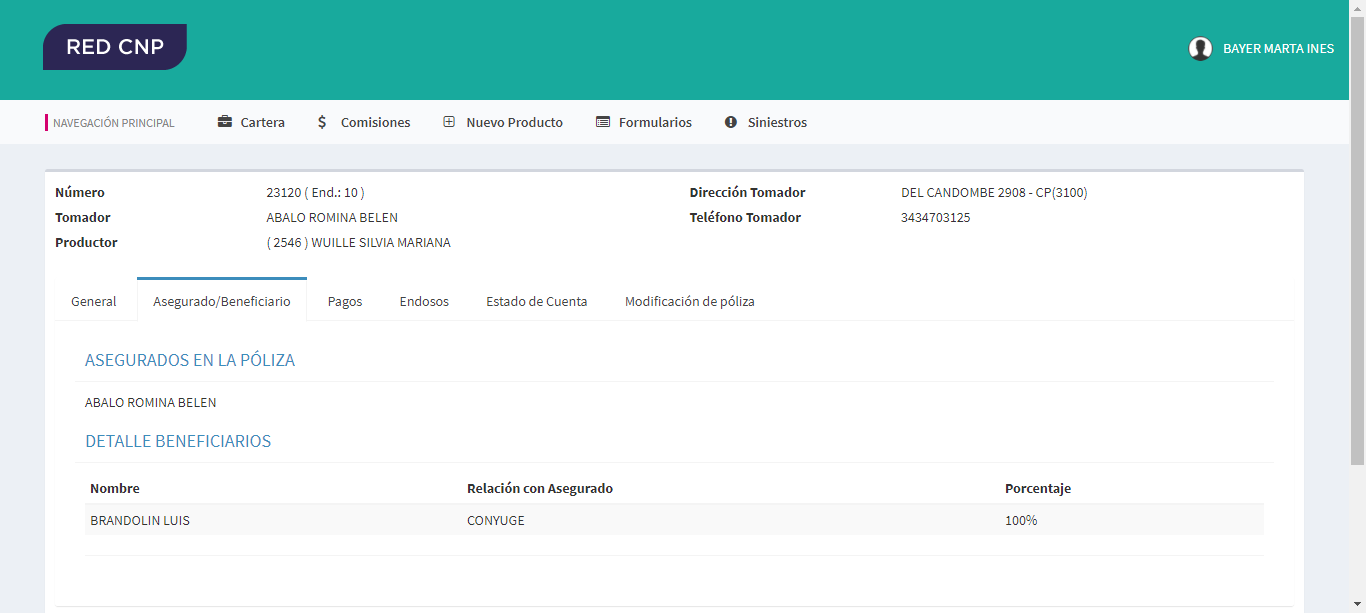 RED CNP
BAYER MARTA INES
NAVEGACIÓN PRINCIPAL Cartera $ Comisiones Nuevo Producto Formularios Siniestros
Número 23120 ( End.: 10 ) Dirección Tomador DEL CANDOMBE 2908 - CP(3100)
Tomador ABALO ROMINA BELEN Teléfono Tomador 3434703125
Productor ( 2546 ) WUILLE SILVIA MARIANA
General Asegurado/Beneficiario Pagos Endosos Estado de Cuenta Modificación de póliza
ASEGURADOS EN LA PÓLIZA
ABALO ROMINA BELEN
DETALLE BENEFICIARIOS
Nombre Relación con Asegurado Porcentaje
BRANDOLIN LUIS CONYUGE 100%